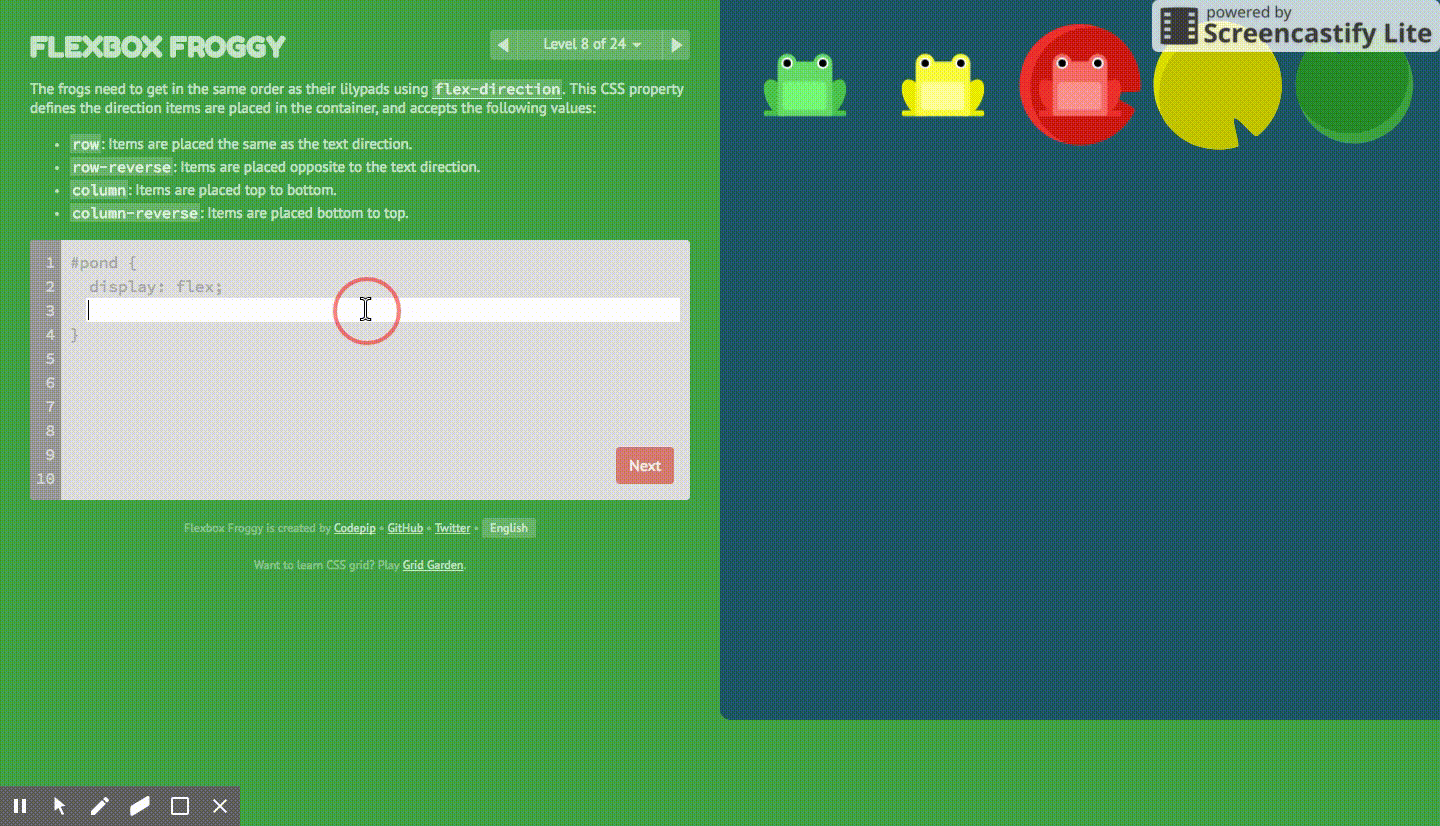 FLEXBOX FROGGY
Level 8 of 24
powered by
Screencastify Lite
The frogs need to get in the same order as their lilypads using flex-direction. This CSS property
defines the direction items are placed in the container, and accepts the following values:
• row: Items are placed the same as the text direction.
• row-reverse: Items are placed opposite to the text direction.
• column: Items are placed top to bottom.
• column-reverse: Items are placed bottom to top.
1 #pond {
2 display: flex;
3
4 }
5
6
7
8
9
10
Next
Flexbox Froggy is created by Codepip • GitHub • Twitter • English
Want to learn CSS grid? Play Grid Garden.